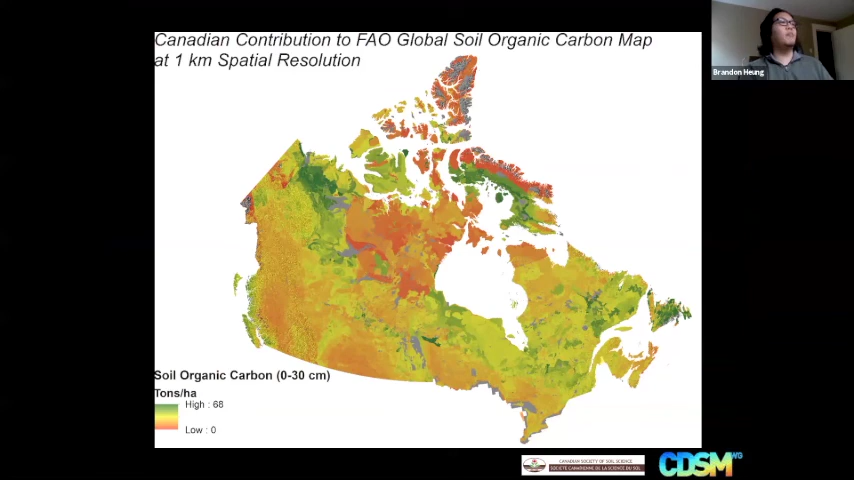 Canadian Contribution to FAO Global Soil Organic Carbon Map
at 1 km Spatial Resolution
Brandon Heung
Soil Organic Carbon (0-30 cm)
Tons/ha
High : 68
Low : 0
CANADIAN SOCIETY OF SOIL SCIENCE
SOCIÉTÉ CANADIENNE DE LA SCIENCE DU SOL
CDSM WG